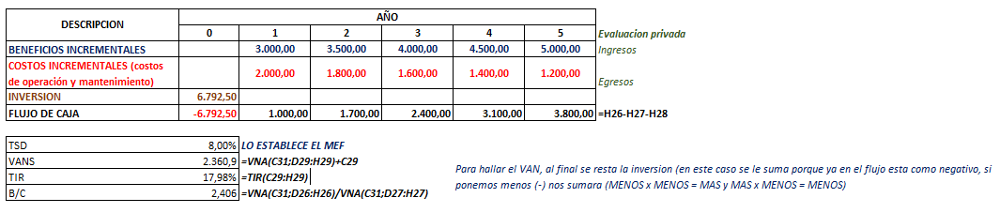 DESCRIPCION AÑO
0 1 2 3 4 5 Evaluacion privada
BENEFICIOS INCREMENTALES 3.000,00 3.500,00 4.000,00 4.500,00 5.000,00 Ingresos
COSTOS INCREMENTALES (costos
de operación y mantenimiento) 2.000,00 1.800,00 1.600,00 1.400,00 1.200,00 Egresos
INVERSION 6.792,50
FLUJO DE CAJA -6.792,50 1.000,00 1.700,00 2.400,00 3.100,00 3.800,00 =H26-H27-H28
TSD 8,00% LO ESTABLECE EL MEF
VANS 2.360,9 =VNA(C31;D29:H29)+C29
TIR 17,98% =TIR(C29:H29)
B/C 2,406 =VNA(C31;D26:H26)/VNA(C31;D27:H27)
Para hallar el VAN, al final se resta la inversion (en este caso se le suma porque ya en el flujo esta como negativo, si
ponemos menos (-) nos sumara (MENOS x MENOS = MAS y MAS x MENOS = MENOS)